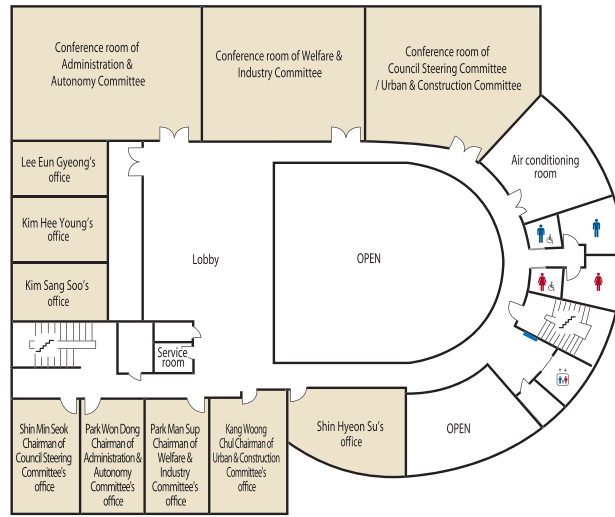 Conference room of
Administration &
Autonomy Committee
Conference room of Welfare &
Industry Committee
Conference room of
Council Steering Committee
/ Urban & Construction Committee
Lee Eun Gyeong's
office
Air conditioning
room
Kim Hee Young's
office
Lobby
OPEN
Kim Sang Soo's
office
Service
room
Shin Min Seok
Chairman of
Council Steering
Committee's
office
Park Won Dong
Chairman of
Administration &
Autonomy
Committee's
office
Park Man Sup
Chairman of
Welfare &
Industry
Committee's
office
Kang Woong
Chul Chairman of
Urban & Construction
Committee's
office
Shin Hyeon Su's
office
OPEN